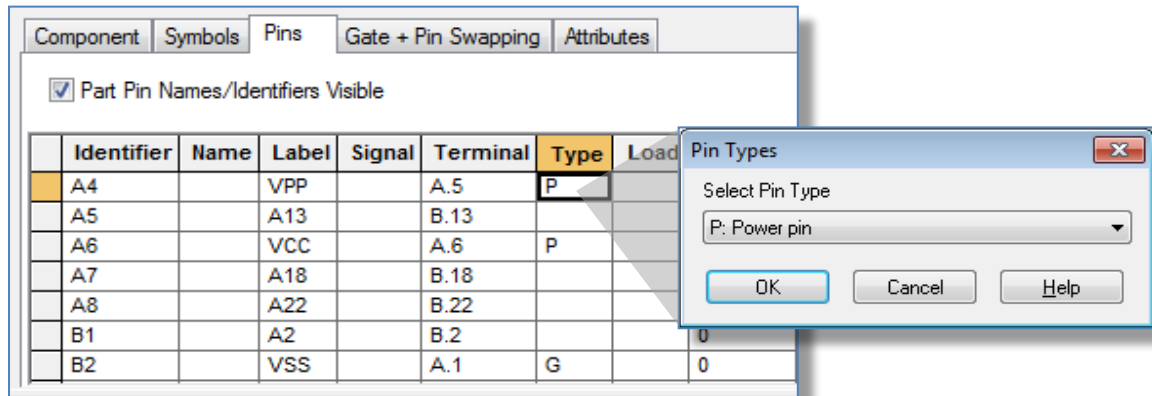 Component Symbols Pins Gate + Pin Swapping Attributes
Part Pin Names/Identifiers Visible
Identifier Name Label Signal Terminal Type Load
A4 VPP A.5 P
A5 A13 B.13
A6 VCC A.6 P
A7 A18 B.18
A8 A22 B.22
B1 A2 B.2 0
B2 VSS A.1 G 0
Pin Types
Select Pin Type
P: Power pin
OK Cancel Help